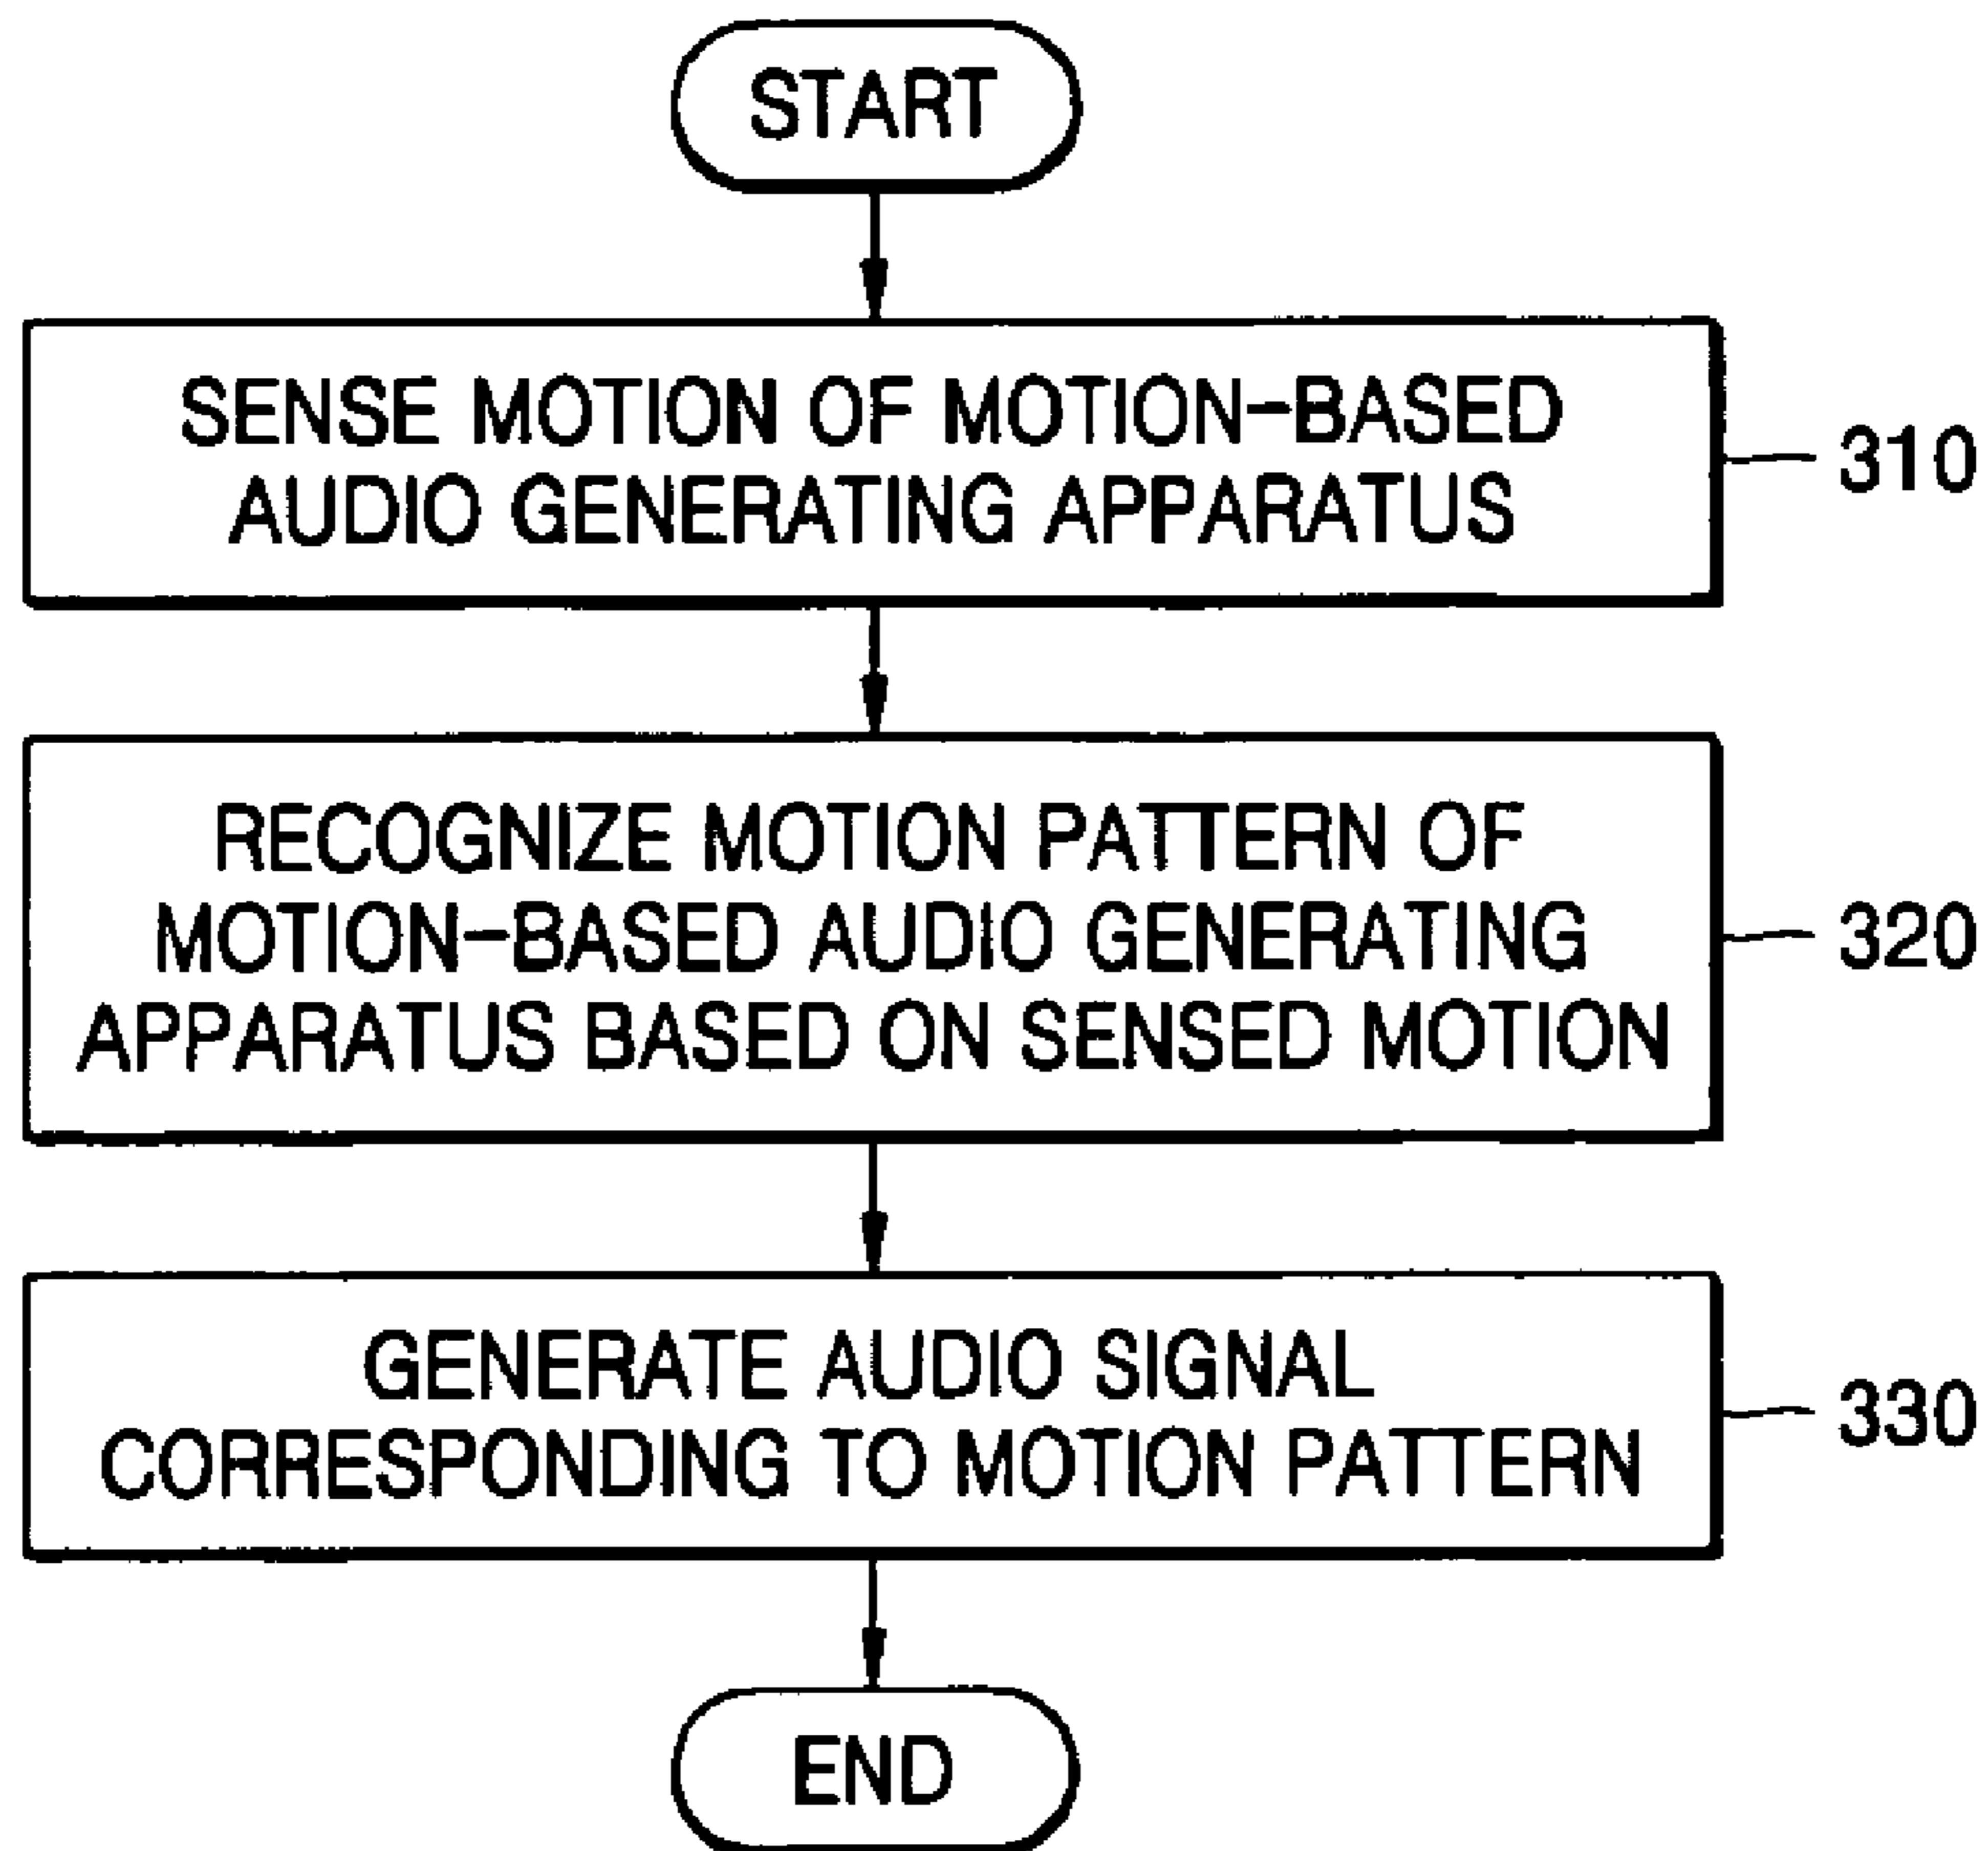 START
SENSE MOTION OF MOTION-BASED
AUDIO GENERATING APPARATUS
310
RECOGNIZE MOTION PATTERN OF
MOTION-BASED AUDIO GENERATING
APPARATUS BASED ON SENSED MOTION
320
GENERATE AUDIO SIGNAL
CORRESPONDING TO MOTION PATTERN
330
END